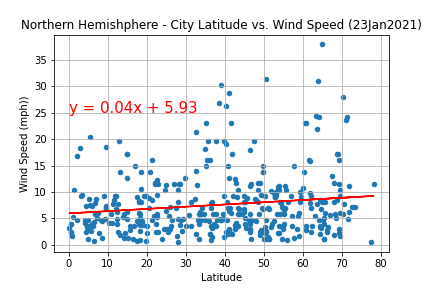 Northern Hemishphere - City Latitude vs. Wind Speed (23Jan2021)
y = 0.04x + 5.93
Wind Speed (mph))
35
30
25
20
15
10
5
0
0 10 20 30 40 50 60 70 80
Latitude